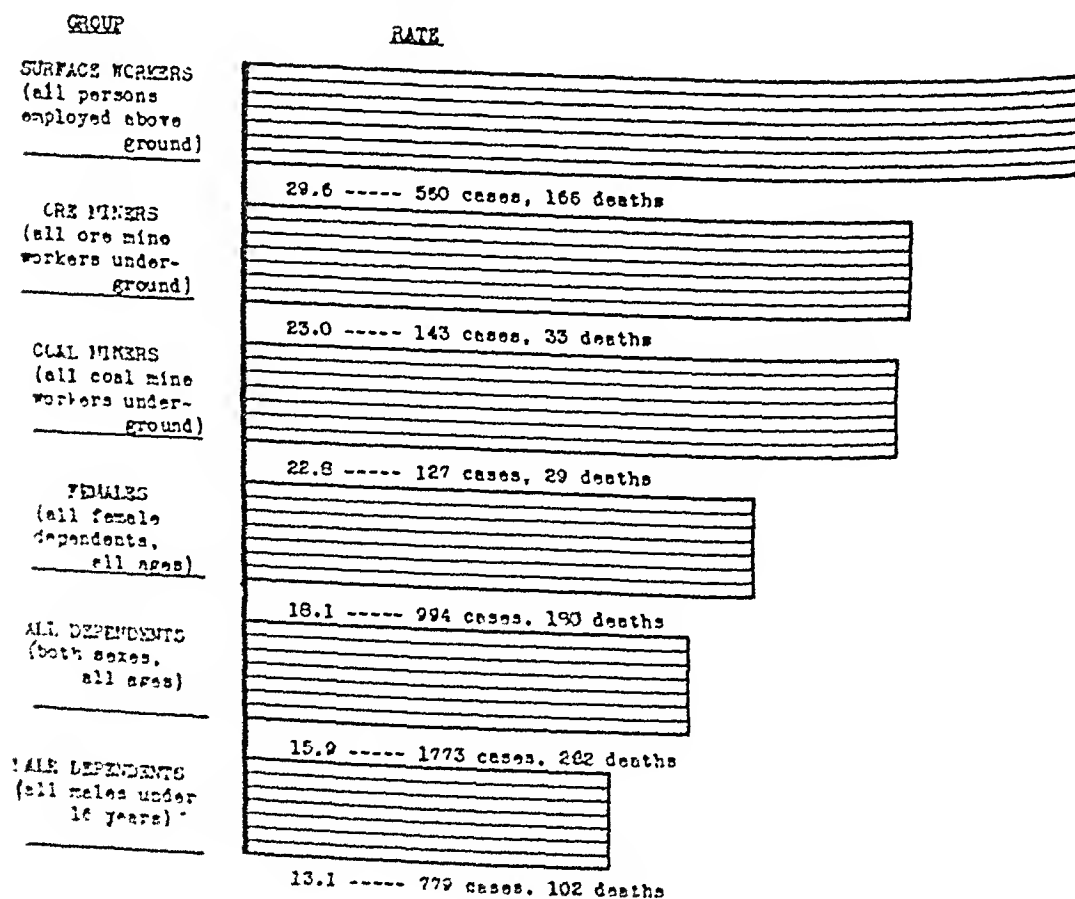 GROUP
RATE
SURFACE WORKERS
(all persons
employed above
ground)
29.6 ----- 560 cases, 166 deaths
ORE MINERS
(all ore mine
workers under-
ground)
23.0 ----- 143 cases, 33 deaths
COAL MINERS
(all coal mine
workers under-
ground)
22.8 ----- 127 cases, 29 deaths
FEMALES
(all female
dependents,
all ages)
18.1 ----- 994 cases, 180 deaths
ALL DEPENDENTS
(both sexes,
all ages)
15.9 ----- 1773 cases, 282 deaths
MALE DEPENDENTS
(all males under
16 years)
13.1 ----- 779 cases, 102 deaths